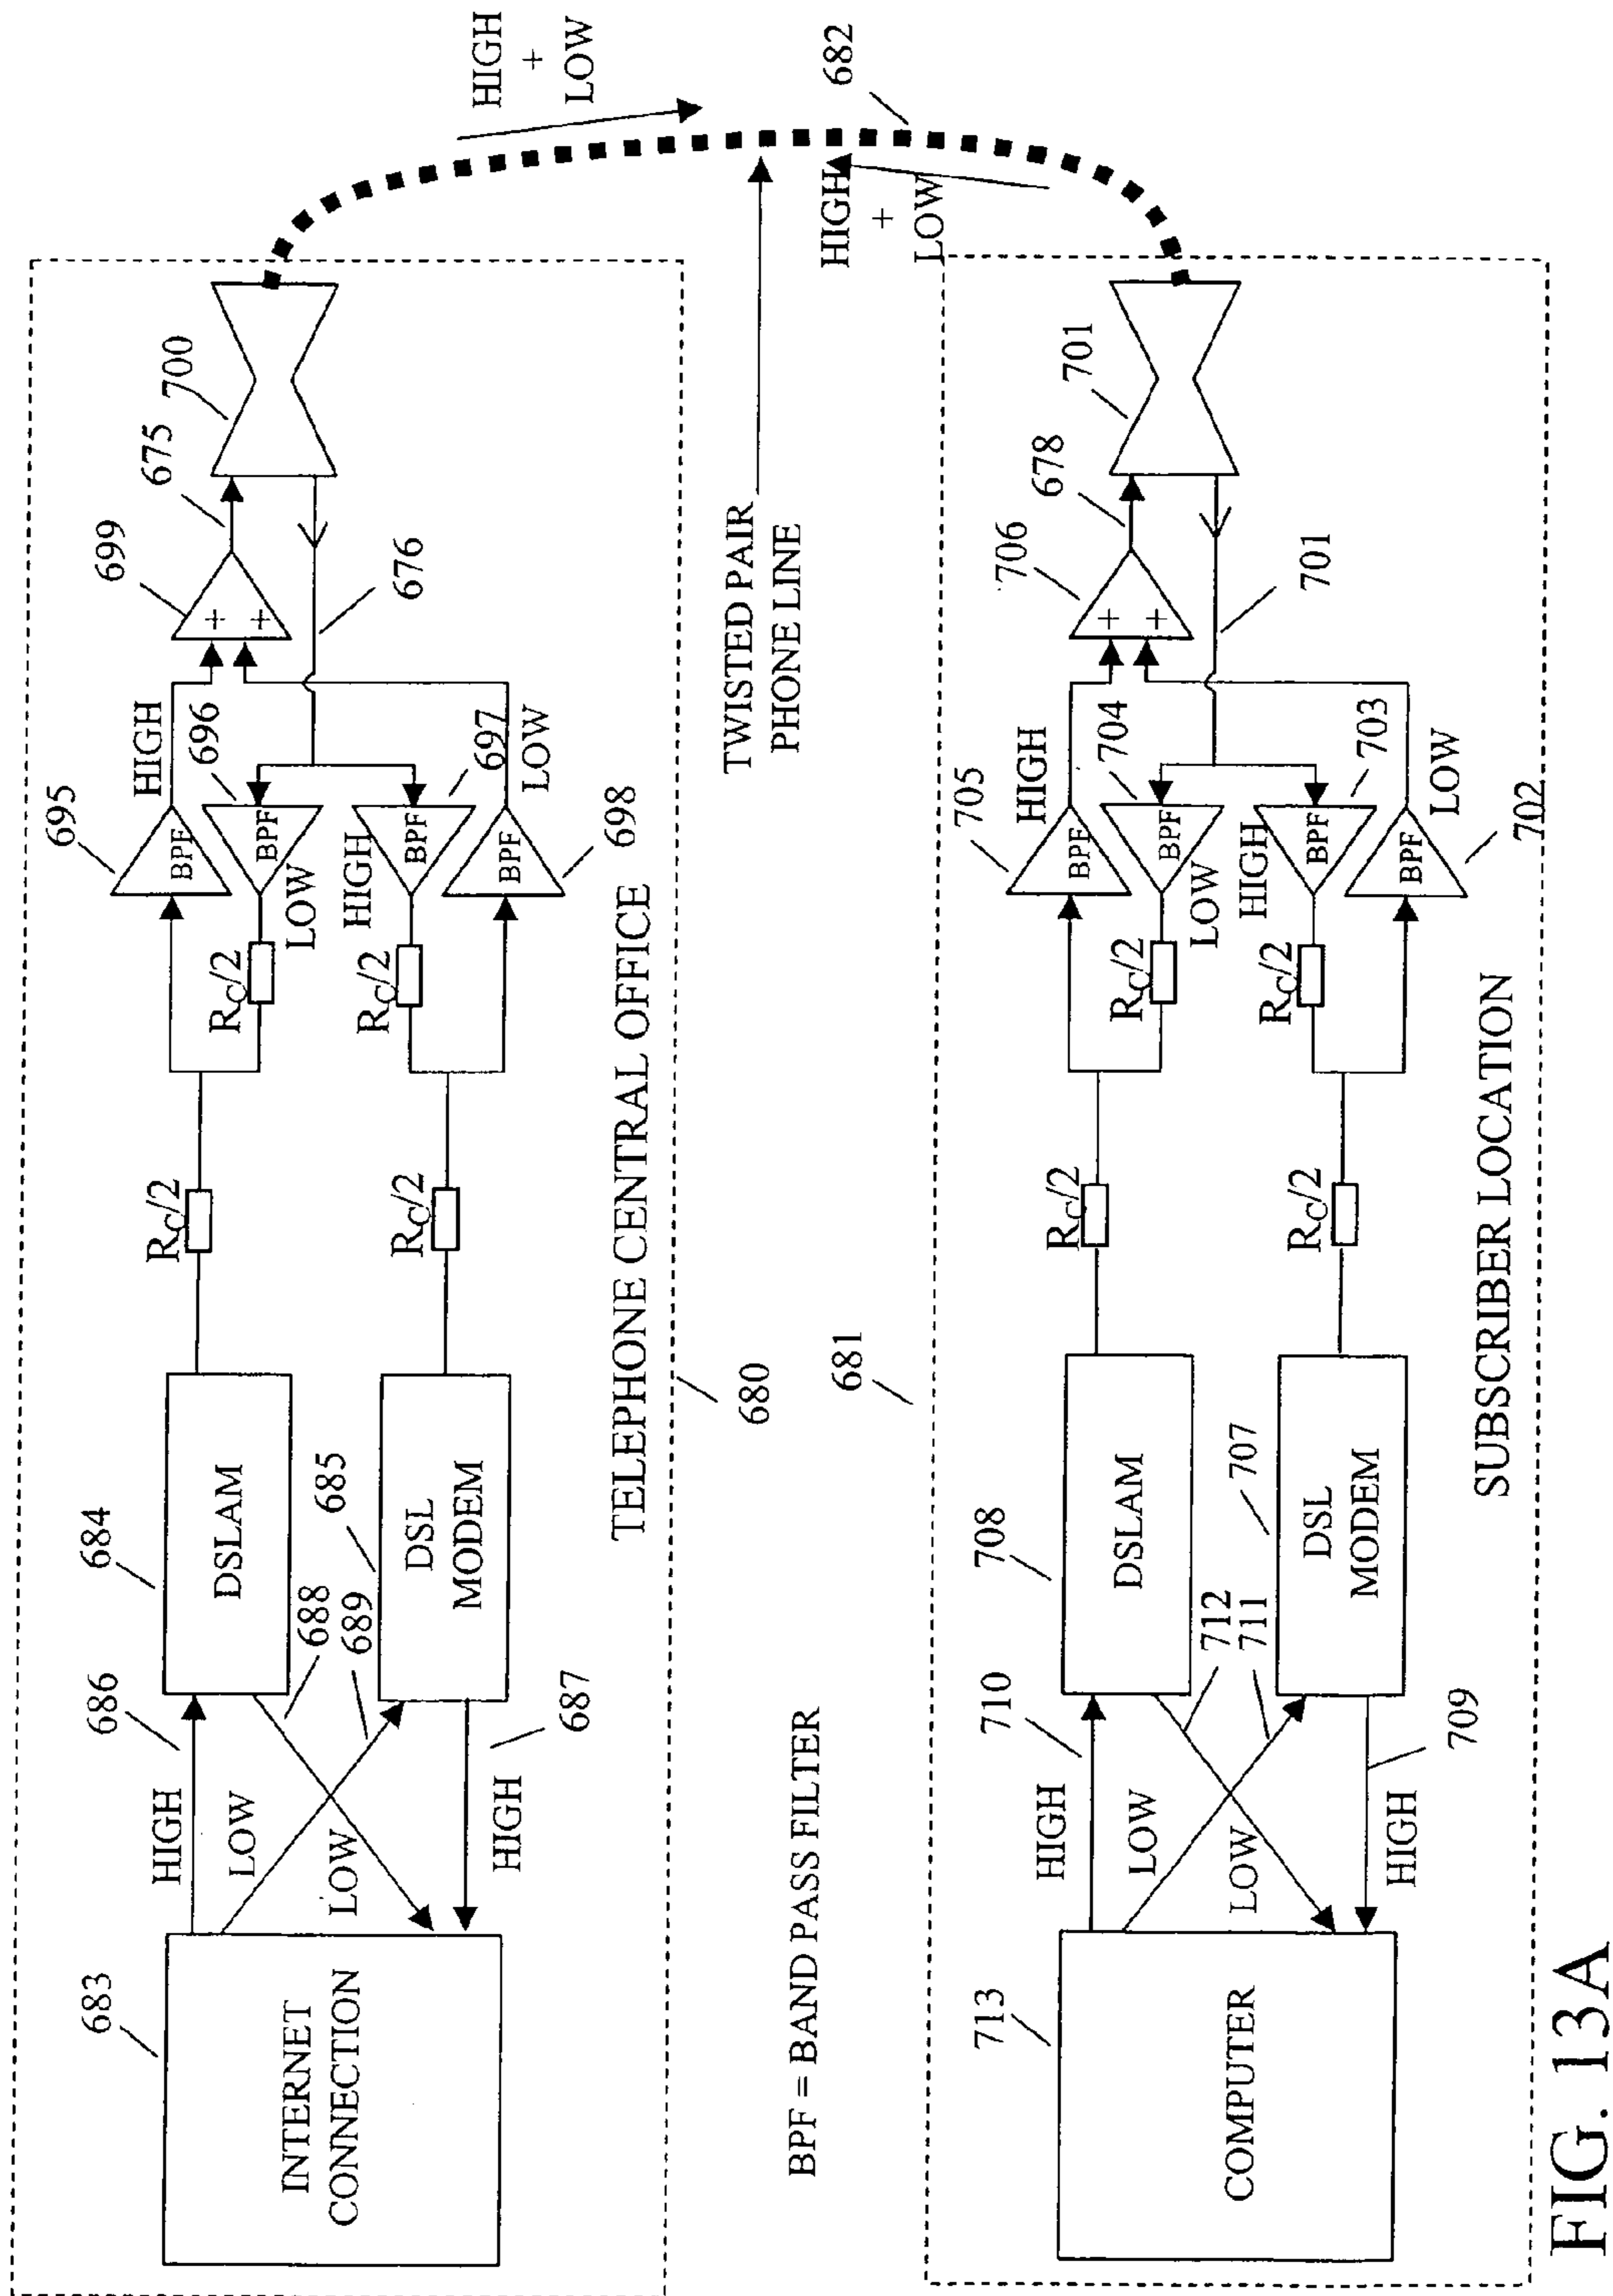 683
INTERNET
CONNECTION
HIGH
LOW
LOW
HIGH
686
688
689
687
684
DSLAM
685
DSL
MODEM
RC/2
RC/2
RC/2
RC/2
695
BPF
HIGH
696
BPF
LOW
HIGH
BPF
697
BPF
LOW
698
699
+
+
675
676
700
TELEPHONE CENTRAL OFFICE
680
HIGH
+
LOW
682
HIGH
+
LOW
TWISTED PAIR
PHONE LINE
BPF = BAND PASS FILTER
681
713
COMPUTER
HIGH
LOW
LOW
HIGH
710
712
711
709
708
DSLAM
707
DSL
MODEM
RC/2
RC/2
RC/2
RC/2
705
BPF
HIGH
704
BPF
LOW
HIGH
BPF
703
BPF
LOW
702
706
+
+
678
701
701
SUBSCRIBER LOCATION
FIG. 13A